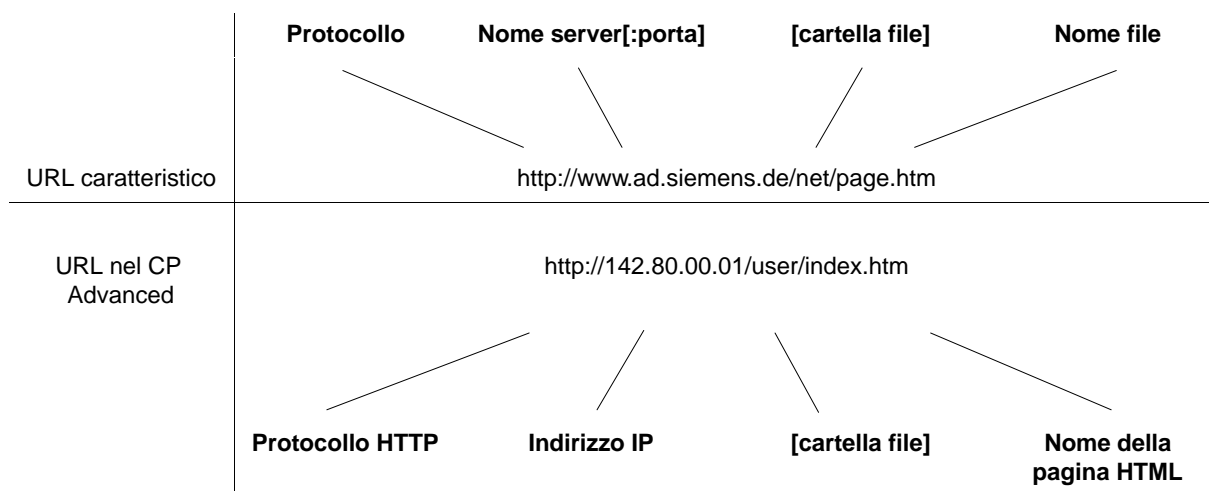 Protocollo Nome server[:porta] [cartella file] Nome file
URL caratteristico http://www.ad.siemens.de/net/page.htm
URL nel CP http://142.80.00.01/user/index.htm
Advanced
Protocollo HTTP Indirizzo IP [cartella file] Nome della
pagina HTML